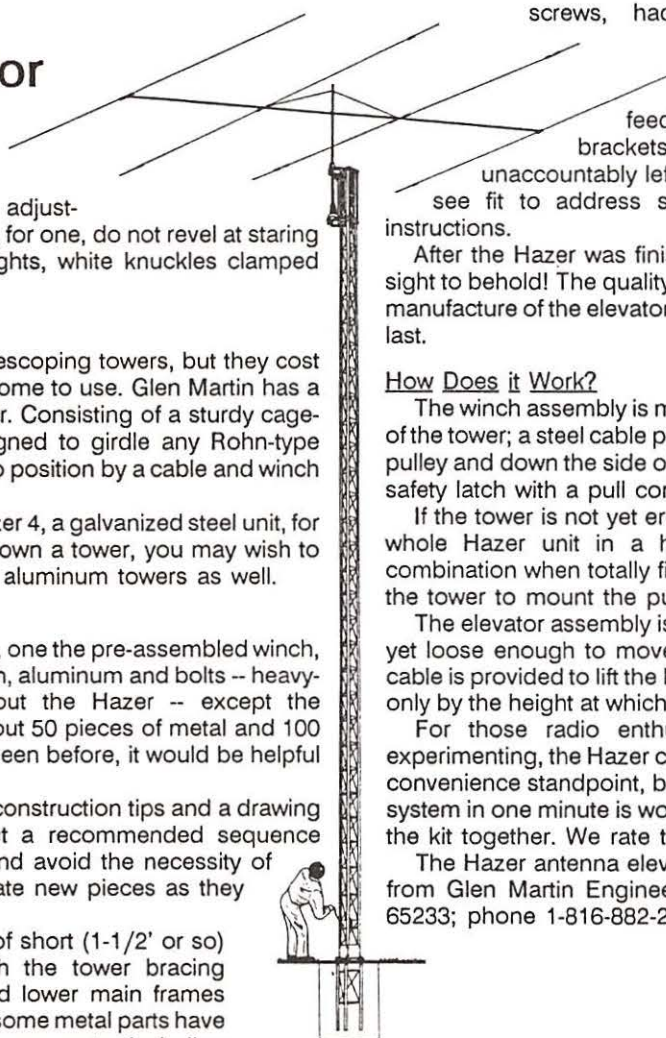 or
adjust-
for one, do not revel at staring
ghts, white knuckles clamped
escoping towers, but they cost
ome to use. Glen Martin has a
r. Consisting of a sturdy cage-
gned to girdle any Rohn-type
o position by a cable and winch
er 4, a galvanized steel unit, for
own a tower, you may wish to
aluminum towers as well.
, one the pre-assembled winch,
n, aluminum and bolts -- heavy-
out the Hazer -- except the
out 50 pieces of metal and 100
een before, it would be helpful
construction tips and a drawing
t a recommended sequence
nd avoid the necessity of
ate new pieces as they
of short (1-1/2' or so)
h the tower bracing
d lower main frames
some metal parts have
screws, had
feed
brackets
unaccountably lef
see fit to address s
instructions.
After the Hazer was fini
sight to behold! The quality
manufacture of the elevator
last.
How Does it Work?
The winch assembly is m
of the tower; a steel cable p
pulley and down the side o
safety latch with a pull cor
If the tower is not yet er
whole Hazer unit in a h
combination when totally fi
the tower to mount the pu
The elevator assembly is
yet loose enough to move
cable is provided to lift the
only by the height at which
For those radio enthu
experimenting, the Hazer c
convenience standpoint, b
system in one minute is wo
the kit together. We rate t
The Hazer antenna elev
from Glen Martin Enginee
65233; phone 1-816-882-2